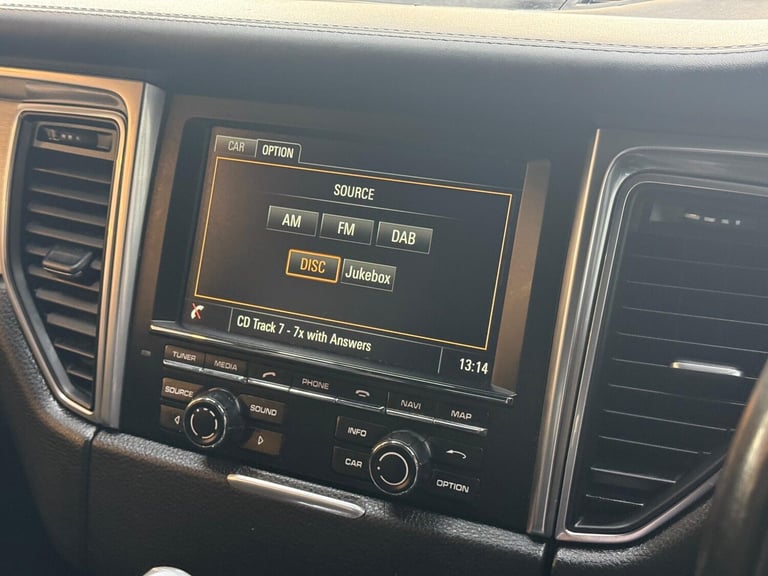 CAR OPTION
SOURCE
AM FM DAB
DISC Jukebox
CD Track 7 - 7x with Answers
13:14
TUNER MEDIA PHONE NAVI MAP
SOURCE SOUND
INFO
CAR OPTION